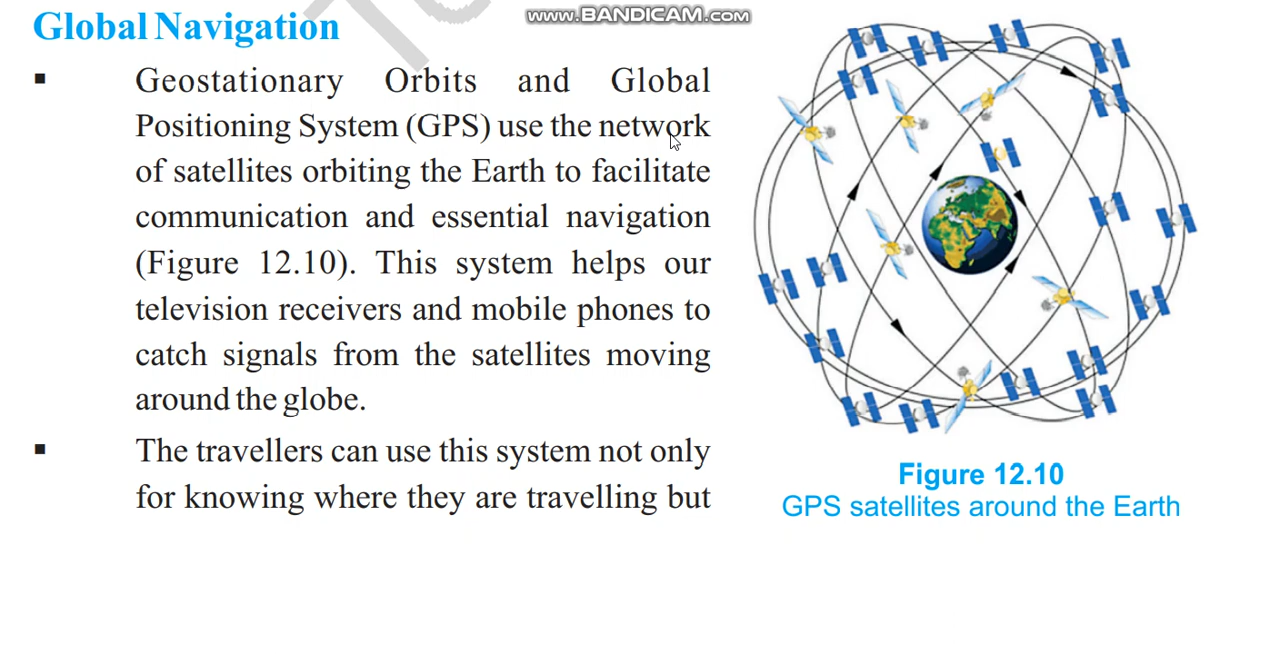 www.BANDICAM.com
Global Navigation
▪ Geostationary Orbits and Global
Positioning System (GPS) use the network
of satellites orbiting the Earth to facilitate
communication and essential navigation
(Figure 12.10). This system helps our
television receivers and mobile phones to
catch signals from the satellites moving
around the globe.
▪ The travellers can use this system not only
for knowing where they are travelling but
Figure 12.10
GPS satellites around the Earth